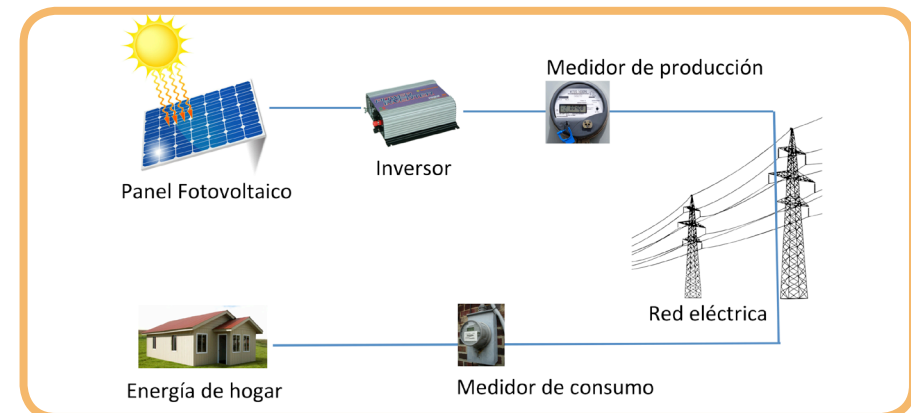 Medidor de producción
Inversor
Panel Fotovoltaico
Red eléctrica
Energía de hogar
Medidor de consumo